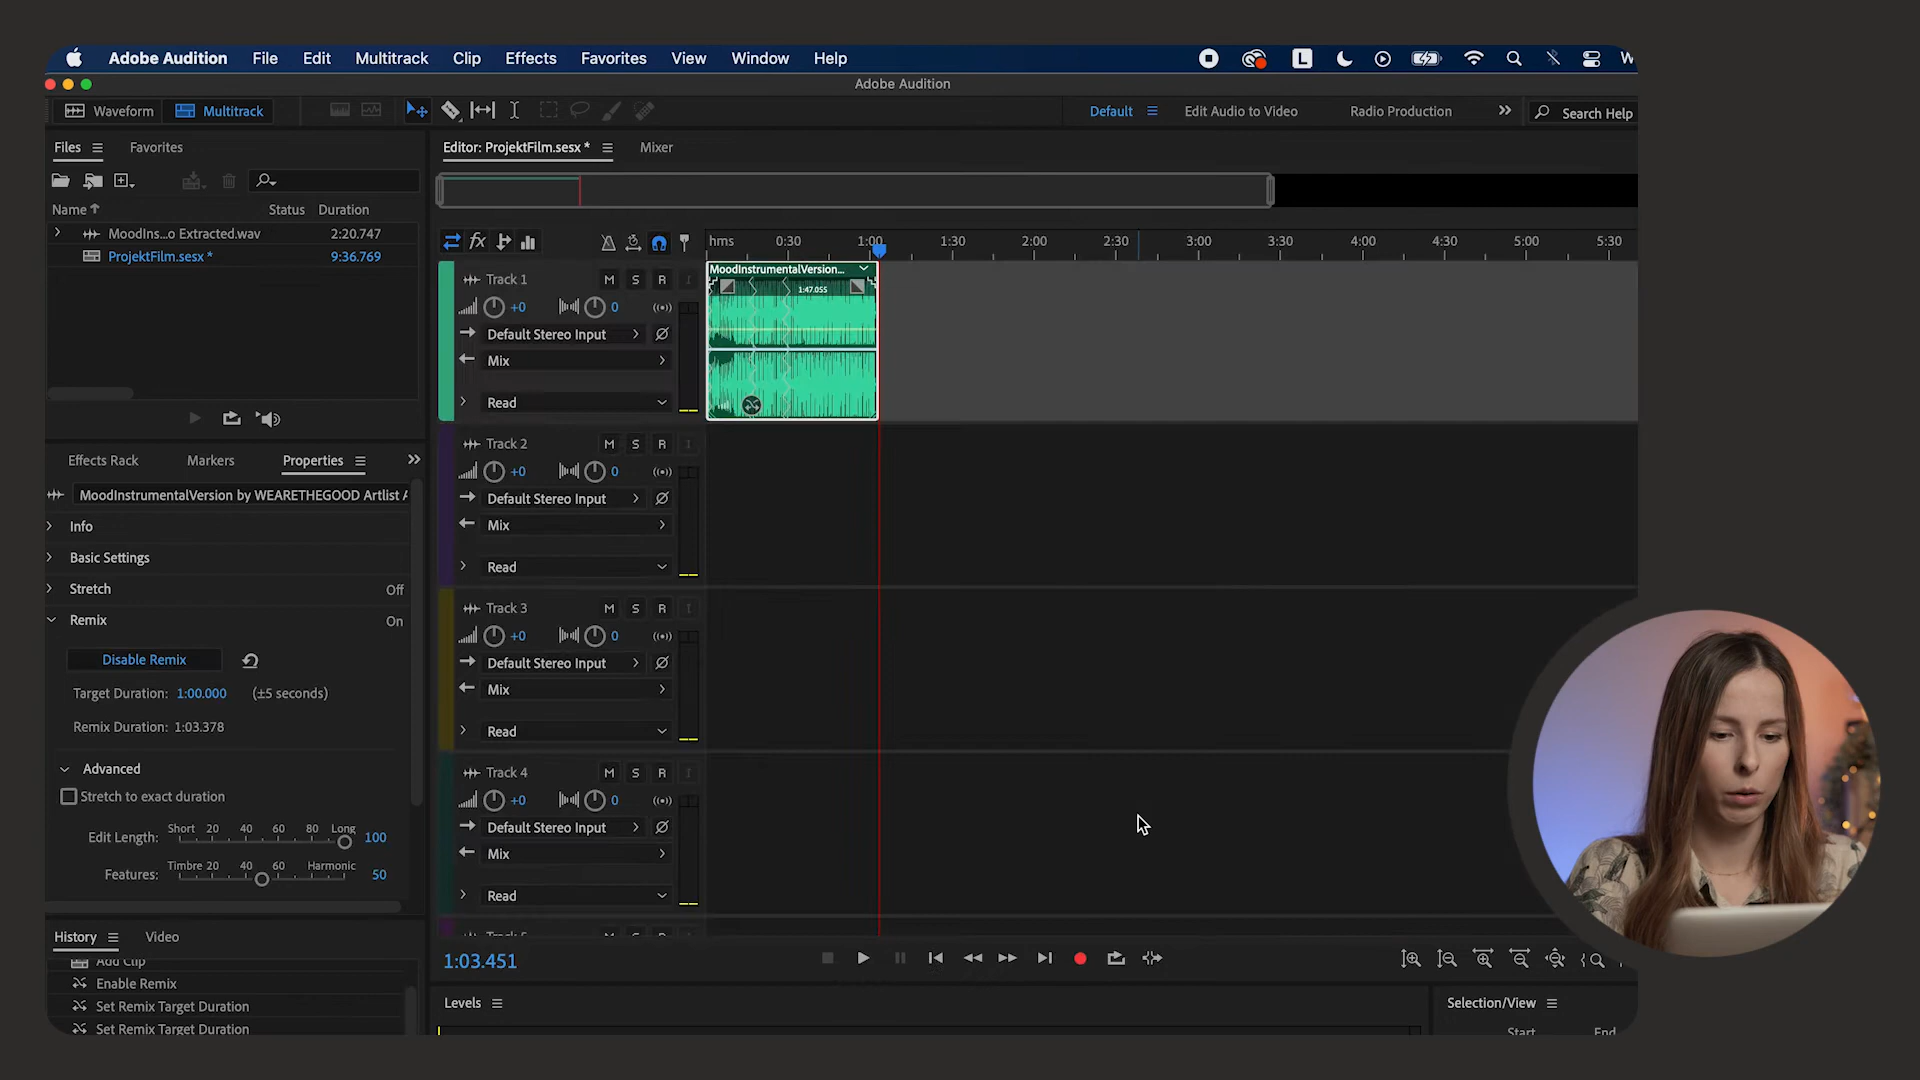 Adobe Audition File Edit Multitrack Clip Effects Favorites View Window Help L
Adobe Audition
Waveform Multitrack Default Edit Audio to Video Radio Production Search Help
Files Favorites Editor: ProjektFilm.sesx * Mixer
Name Status Duration
MoodIns...o Extracted.wav 2:20.747
ProjektFilm.sesx * 9:36.769
fx hms 0:30 1:00 1:30 2:00 2:30 3:00 3:30 4:00 4:30 5:00 5:30
MoodInstrumentalVersion...
1:47.055
Track 1 M S R I
+0 0
Default Stereo Input
Mix
Read
Track 2 M S R I
+0 0
Default Stereo Input
Mix
Read
Track 3 M S R I
+0 0
Default Stereo Input
Mix
Read
Track 4 M S R I
+0 0
Default Stereo Input
Mix
Read
Effects Rack Markers Properties
MoodInstrumentalVersion by WEARETHEGOOD Artlist
Info
Basic Settings
Stretch Off
Remix On
Disable Remix
Target Duration: 1:00.000 (±5 seconds)
Remix Duration: 1:03.378
Advanced
Stretch to exact duration
Short 20 40 60 80 Long
Edit Length: 100
Timbre 20 40 60 Harmonic
Features: 50
History Video
Add Clip
Enable Remix
Set Remix Target Duration
Set Remix Target Duration
1:03.451
Levels Selection/View
Start End